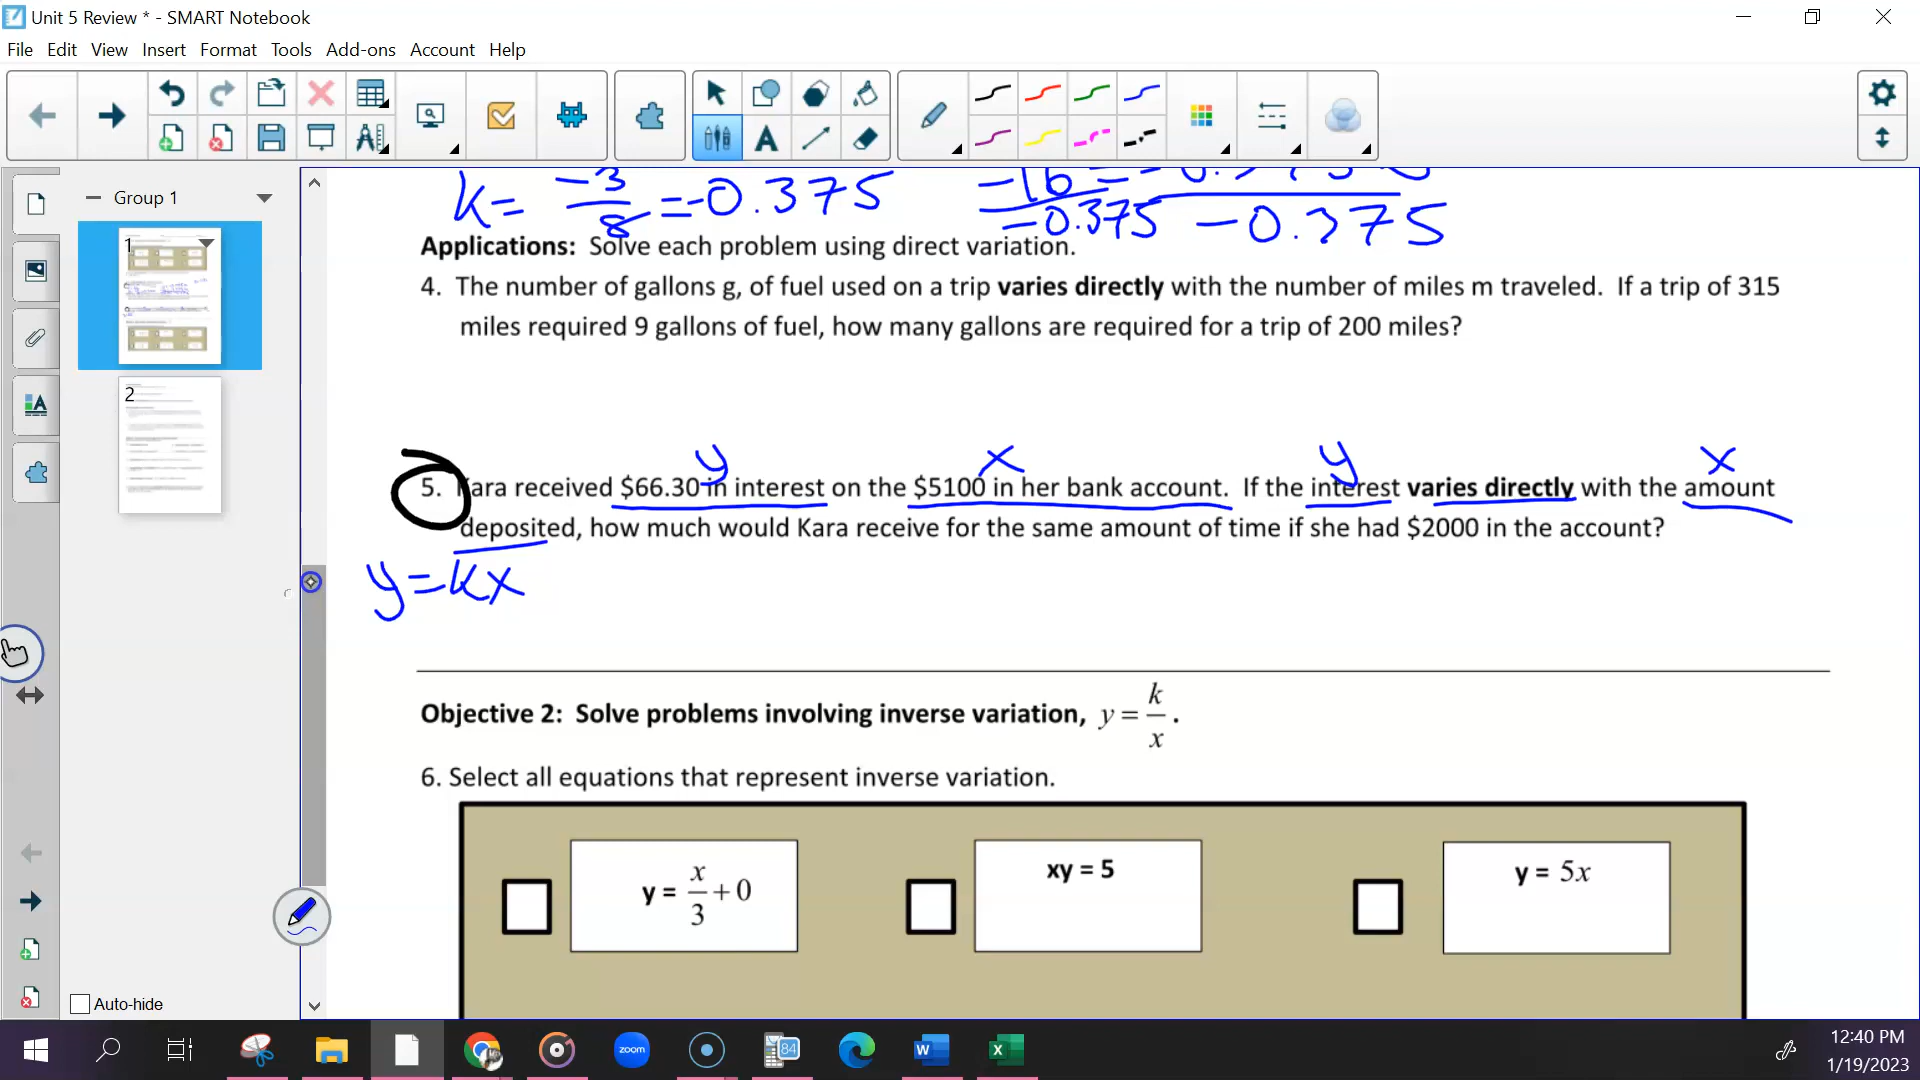 Unit 5 Review * - SMART Notebook
File Edit View Insert Format Tools Add-ons Account Help
Group 1
1
2
k = -3/8 = -0.375
-16 =
-0.375 -0.375
Applications: Solve each problem using direct variation.
4. The number of gallons g, of fuel used on a trip varies directly with the number of miles m traveled. If a trip of 315
miles required 9 gallons of fuel, how many gallons are required for a trip of 200 miles?
y x y x
5. Kara received $66.30 in interest on the $5100 in her bank account. If the interest varies directly with the amount
deposited, how much would Kara receive for the same amount of time if she had $2000 in the account?
y = kx
Objective 2: Solve problems involving inverse variation, y = k/x .
6. Select all equations that represent inverse variation.
y = x/3 + 0
xy = 5
y = 5x
Auto-hide
zoom
84
12:40 PM
1/19/2023